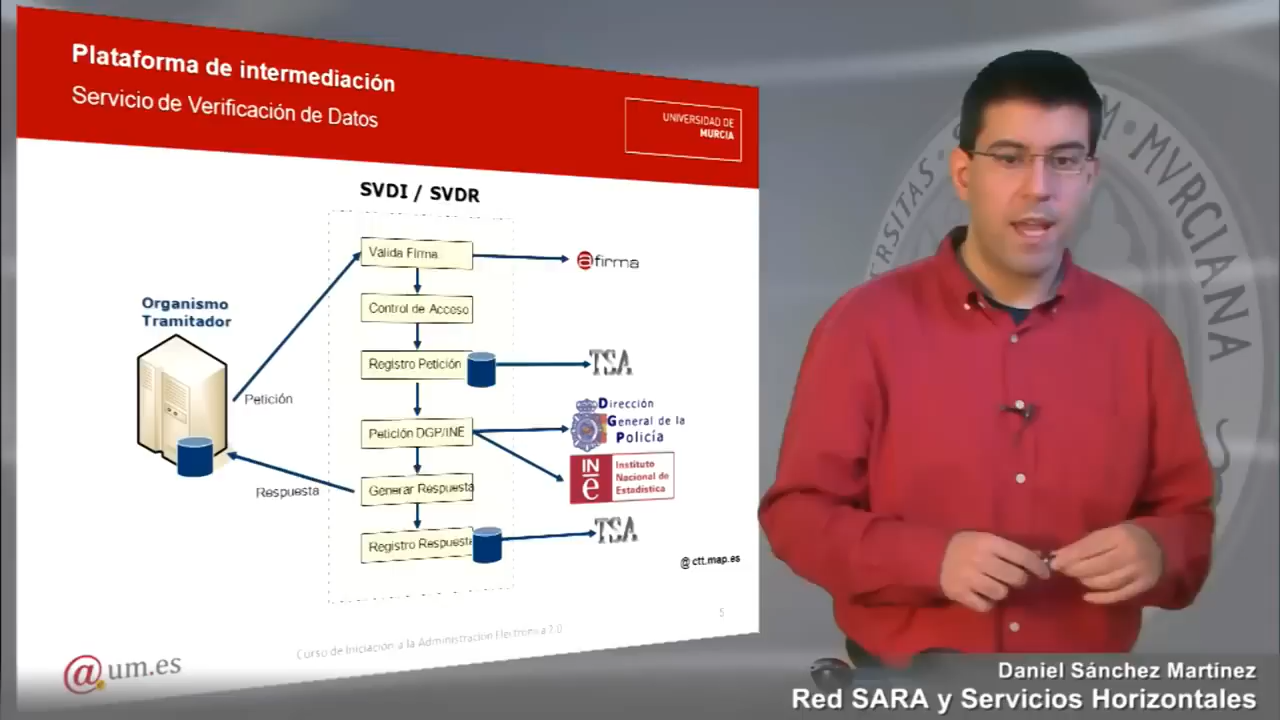 Plataforma de intermediación
Servicio de Verificación de Datos
UNIVERSIDAD DE
MURCIA
SVDI / SVDR
Valida Firma
@firma
Control de Acceso
Organismo
Tramitador
Registro Petición
TSA
Petición
Dirección
General de la
Policía
Petición DGP/INE
INe
Instituto
Nacional de
Estadística
Generar Respuesta
Respuesta
Registro Respuesta
TSA
@ctt.map.es
5
Curso de Iniciación a la Administración Electrónica 2.0
@um.es
MVRCIANA
Daniel Sánchez Martínez
Red SARA y Servicios Horizontales